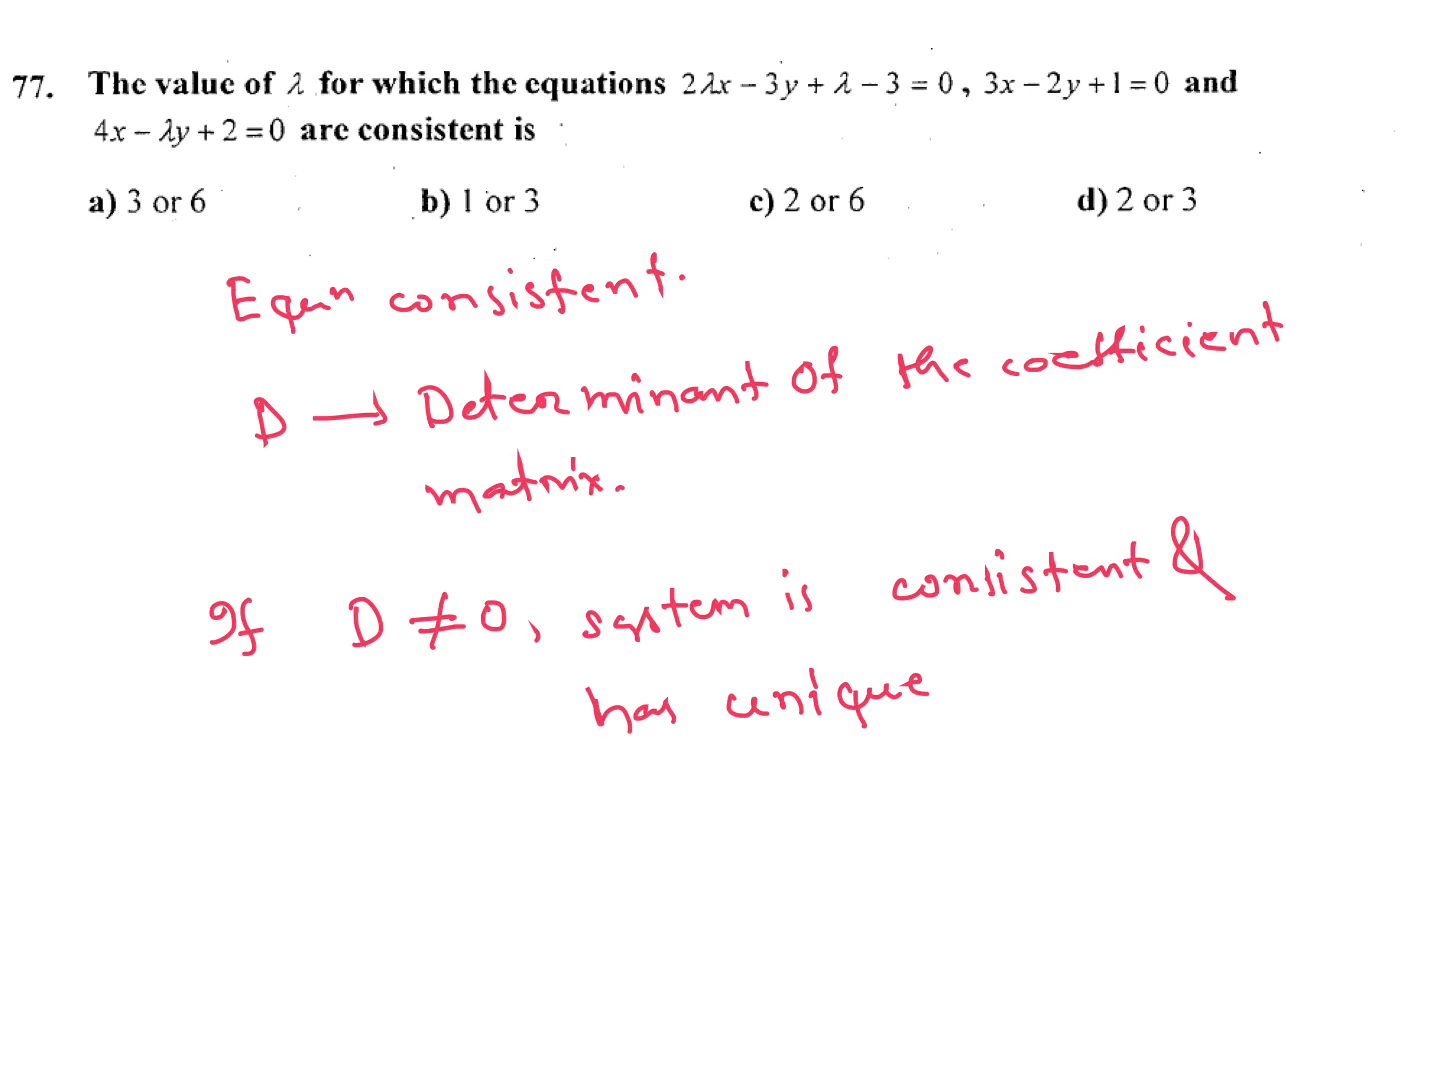 77. The value of λ for which the equations 2λx − 3y + λ − 3 = 0, 3x − 2y + 1 = 0 and
4x − λy + 2 = 0 are consistent is
a) 3 or 6 b) 1 or 3 c) 2 or 6 d) 2 or 3
Equn consistent.
D → Determinant of the coefficient
matrix.
If D ≠ 0, system is consistent &
has unique